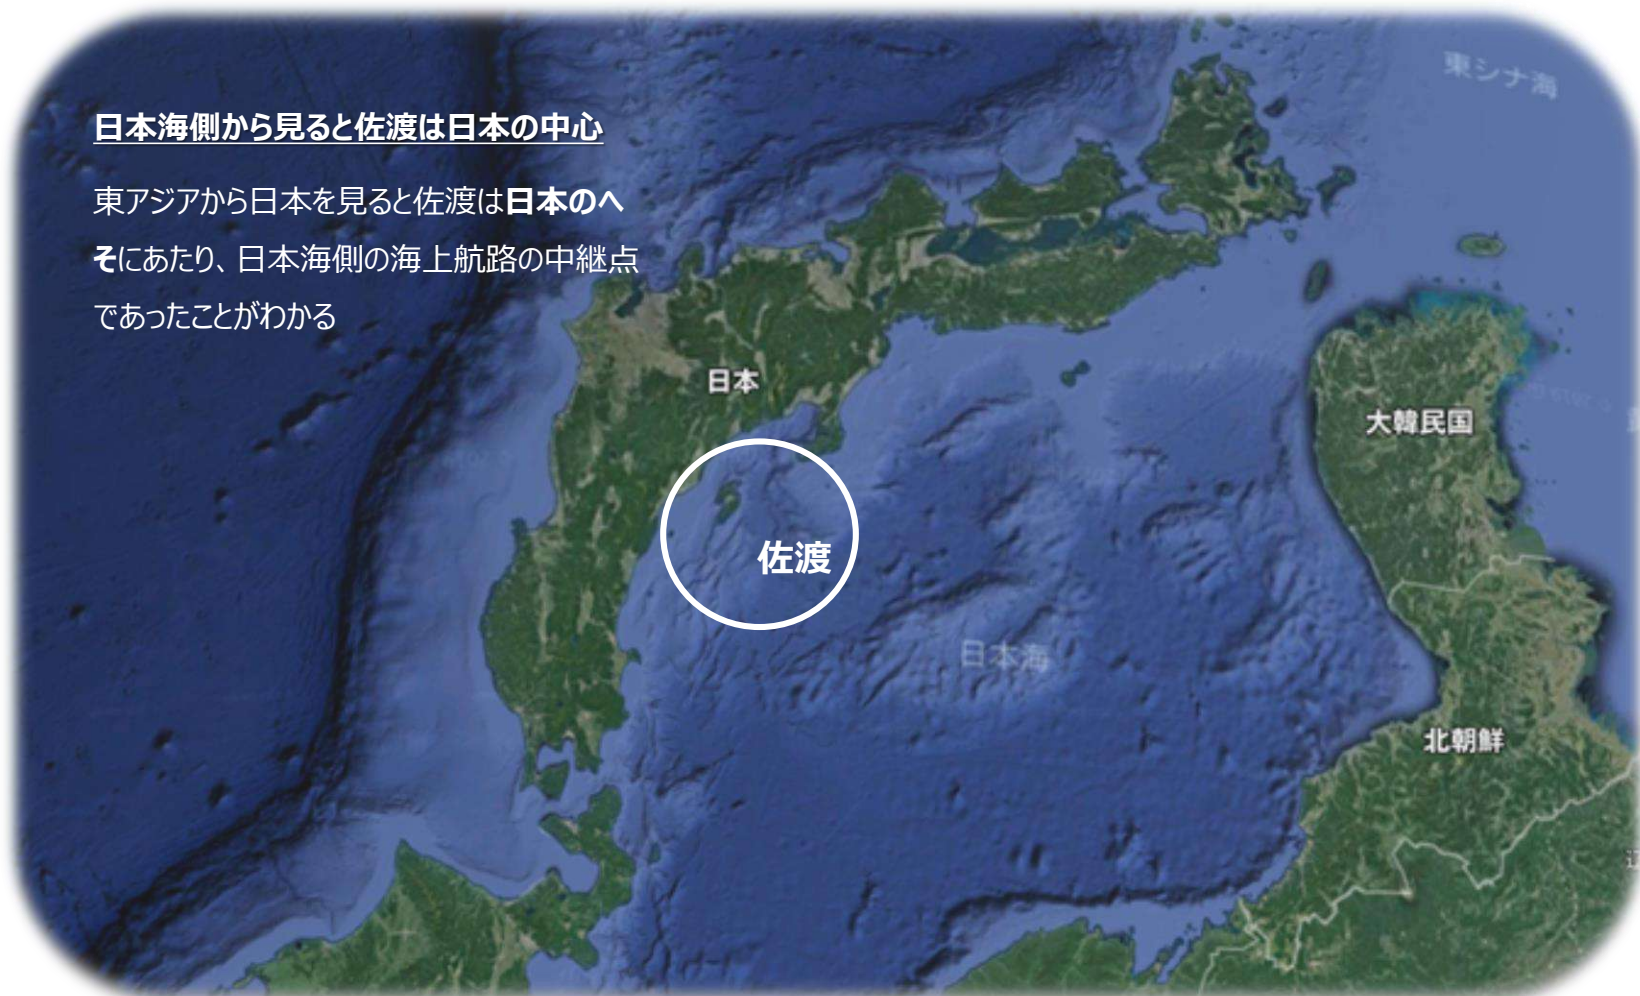 東シナ海
日本海側から見ると佐渡は日本の中心
東アジアから日本を見ると佐渡は日本のへ
そにあたり、日本海側の海上航路の中継点
であったことがわかる
日本
大韓民国
佐渡
日本海
北朝鮮